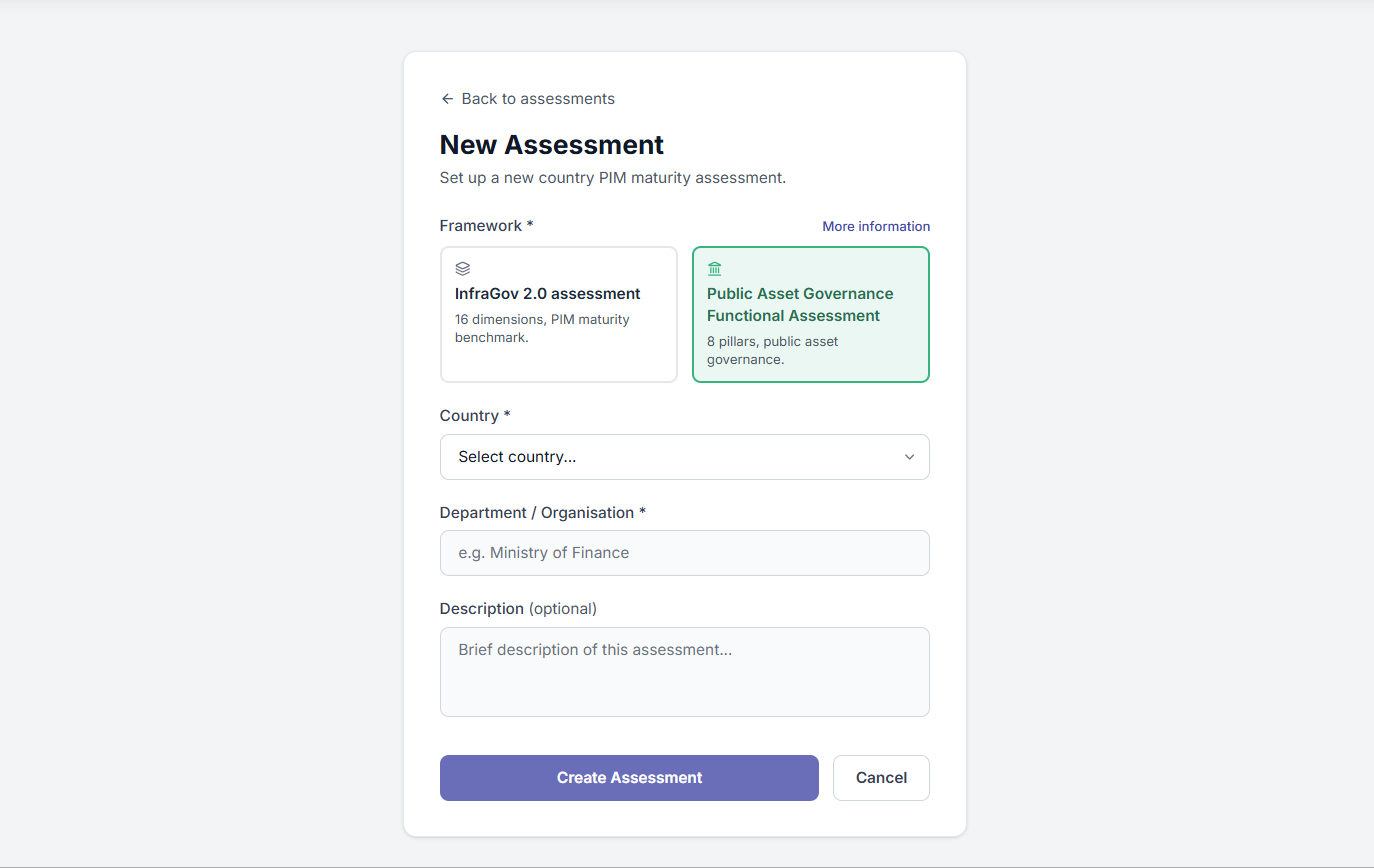 ← Back to assessments
New Assessment
Set up a new country PIM maturity assessment.
Framework *
More information
InfraGov 2.0 assessment
16 dimensions, PIM maturity
benchmark.
Public Asset Governance
Functional Assessment
8 pillars, public asset
governance.
Country *
Select country...
Department / Organisation *
e.g. Ministry of Finance
Description (optional)
Brief description of this assessment...
Create Assessment
Cancel